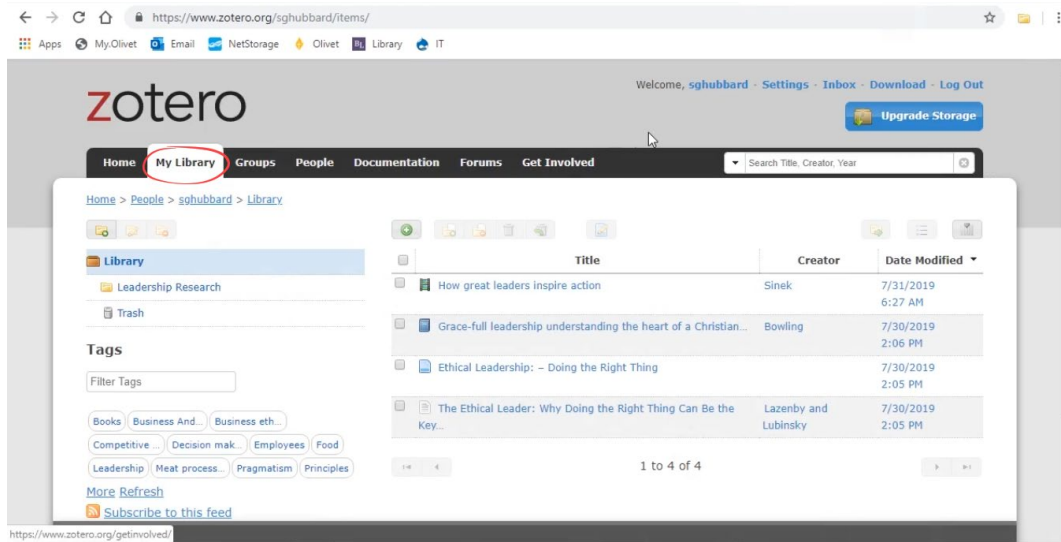 https://www.zotero.org/sghubbard/items/
Apps My.Olivet Email NetStorage Olivet BL Library IT
zotero
Welcome, sghubbard · Settings · Inbox · Download · Log Out
Upgrade Storage
Home My Library Groups People Documentation Forums Get Involved Search Title, Creator, Year
Home > People > sghubbard > Library
Library
Leadership Research
Trash
Tags
Filter Tags
Books Business And... Business eth...
Competitive ... Decision mak... Employees Food
Leadership Meat process... Pragmatism Principles
More Refresh
Subscribe to this feed
Title Creator Date Modified
How great leaders inspire action Sinek 7/31/2019
6:27 AM
Grace-full leadership understanding the heart of a Christian... Bowling 7/30/2019
2:06 PM
Ethical Leadership: – Doing the Right Thing 7/30/2019
2:05 PM
The Ethical Leader: Why Doing the Right Thing Can Be the Lazenby and 7/30/2019
Key... Lubinsky 2:05 PM
1 to 4 of 4
https://www.zotero.org/getinvolved/